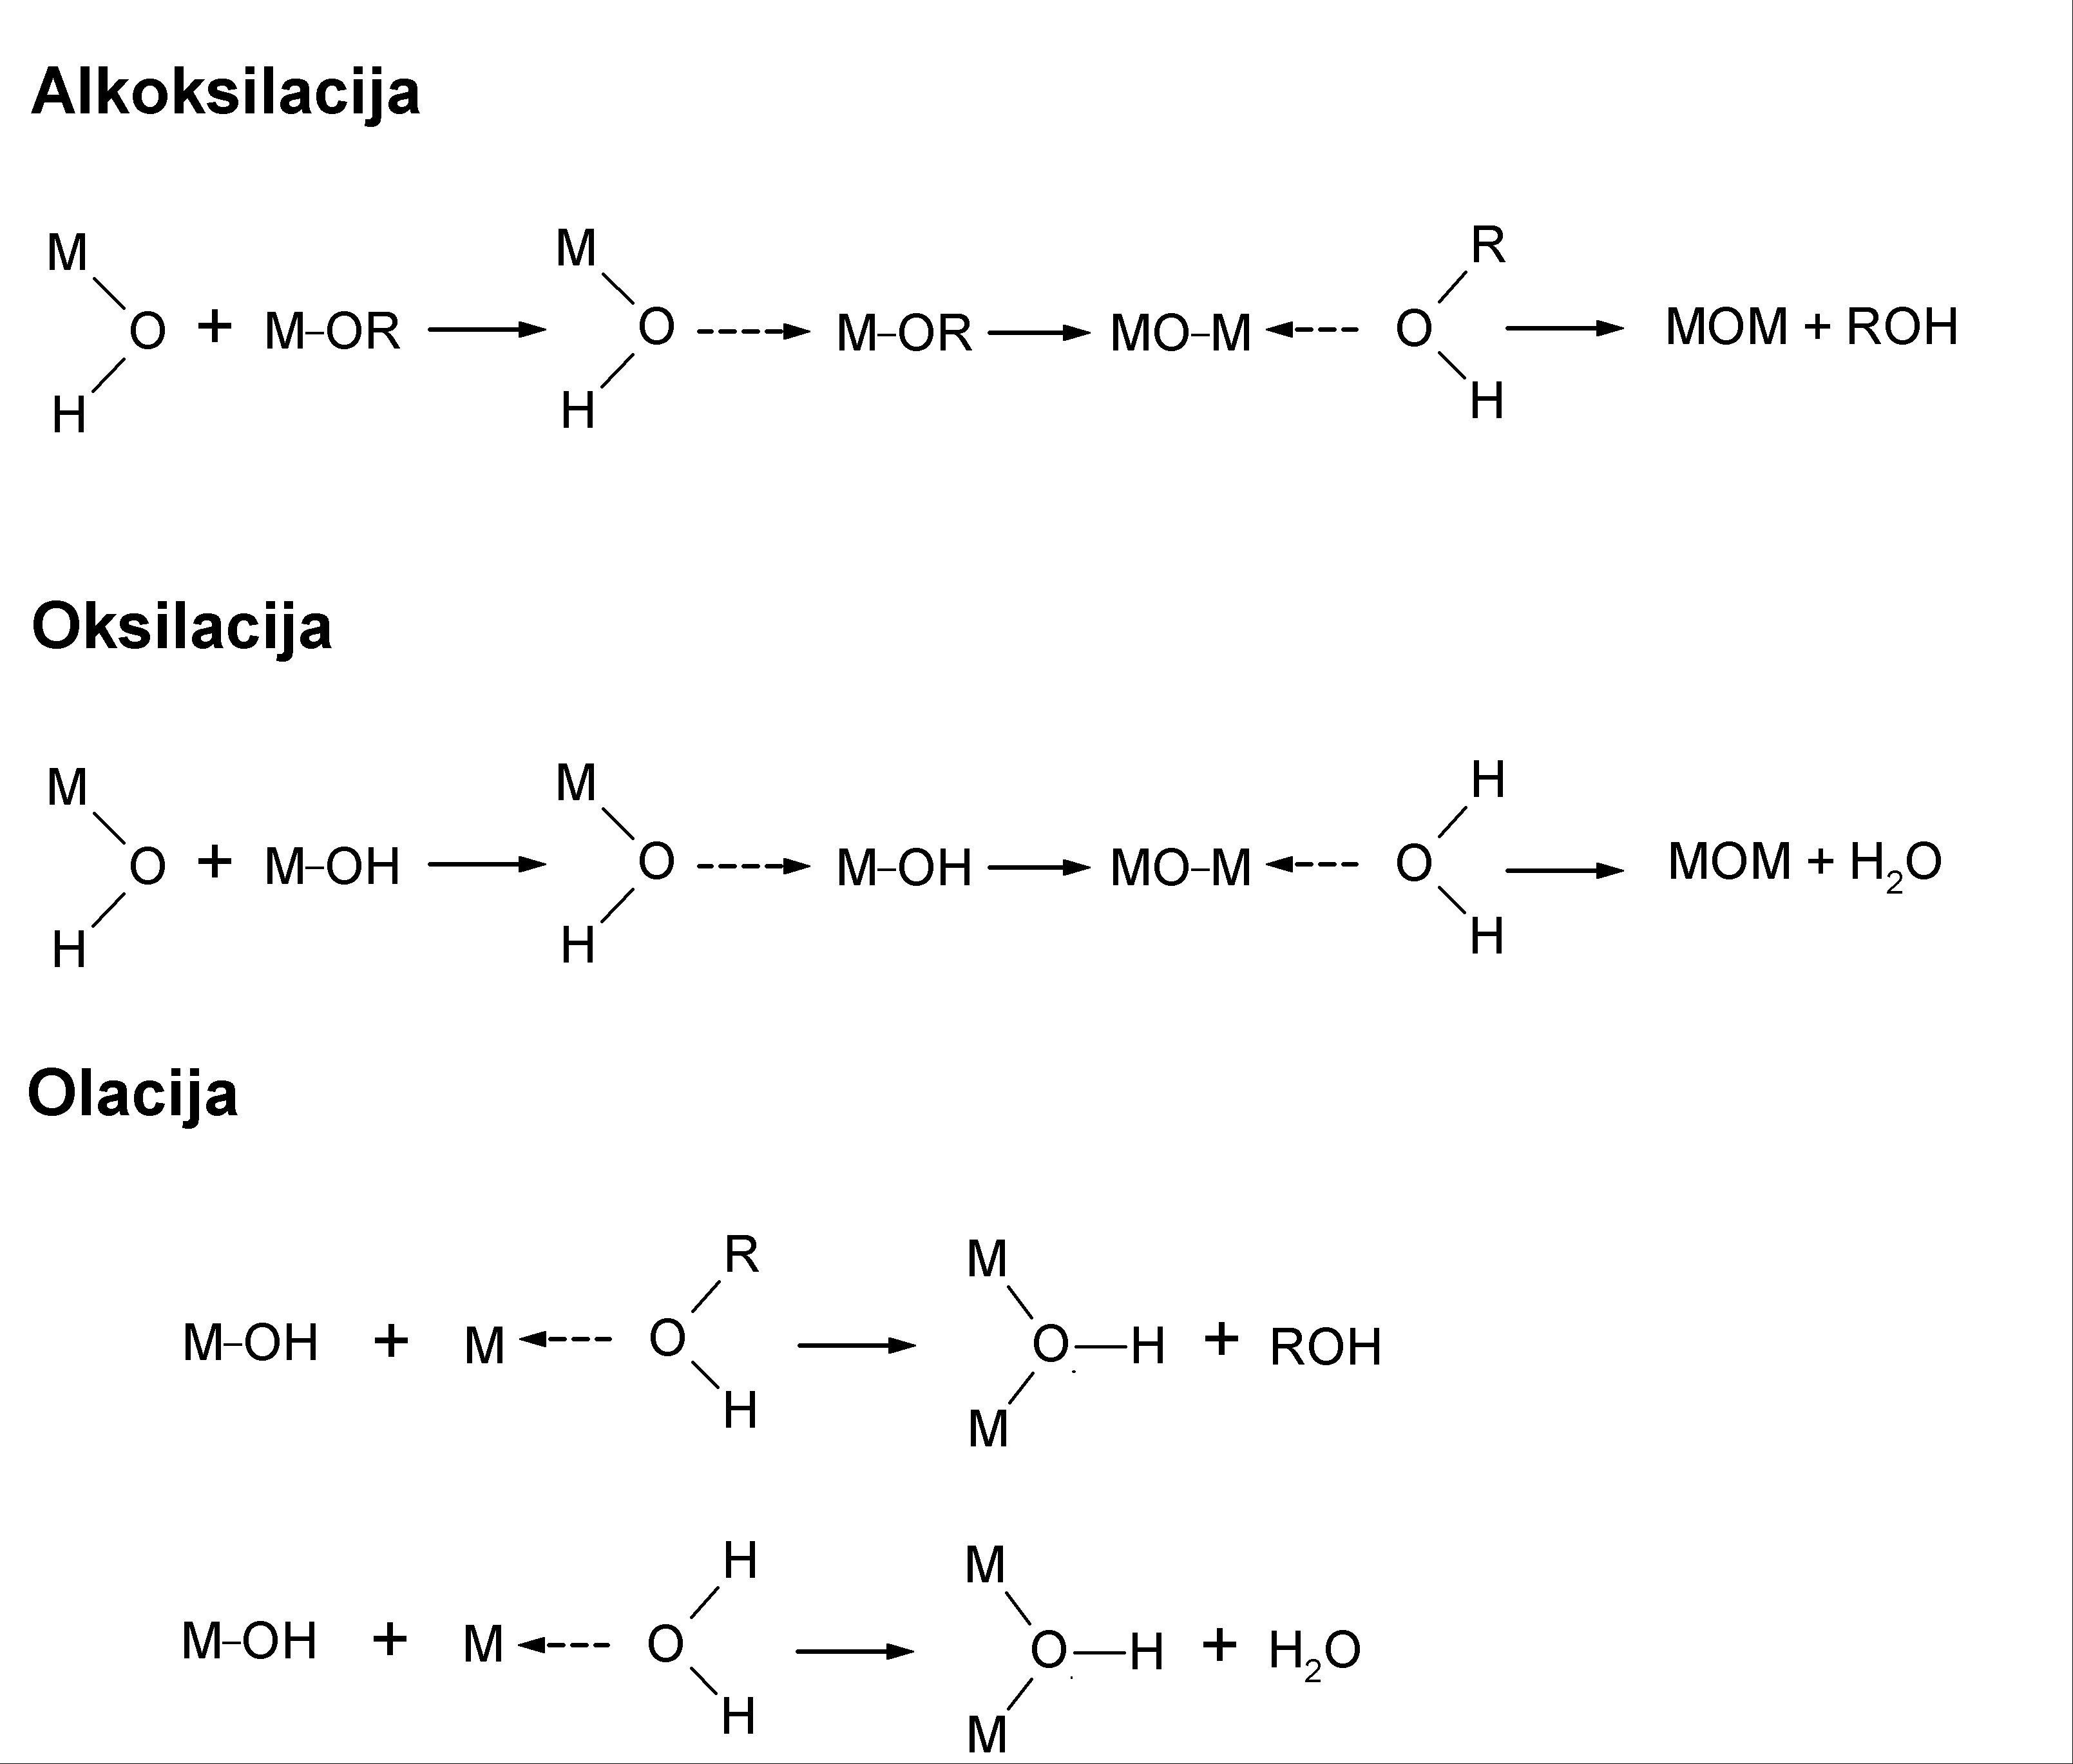 Alkoksilacija
M M R
O + M–OR O M–OR MO–M O MOM + ROH
H H H
Oksilacija
M M H
O + M–OH O M–OH MO–M O MOM + H₂O
H H H
Olacija
R M
M–OH + M O O H + ROH
H M
H M
M–OH + M O O H + H₂O
H M